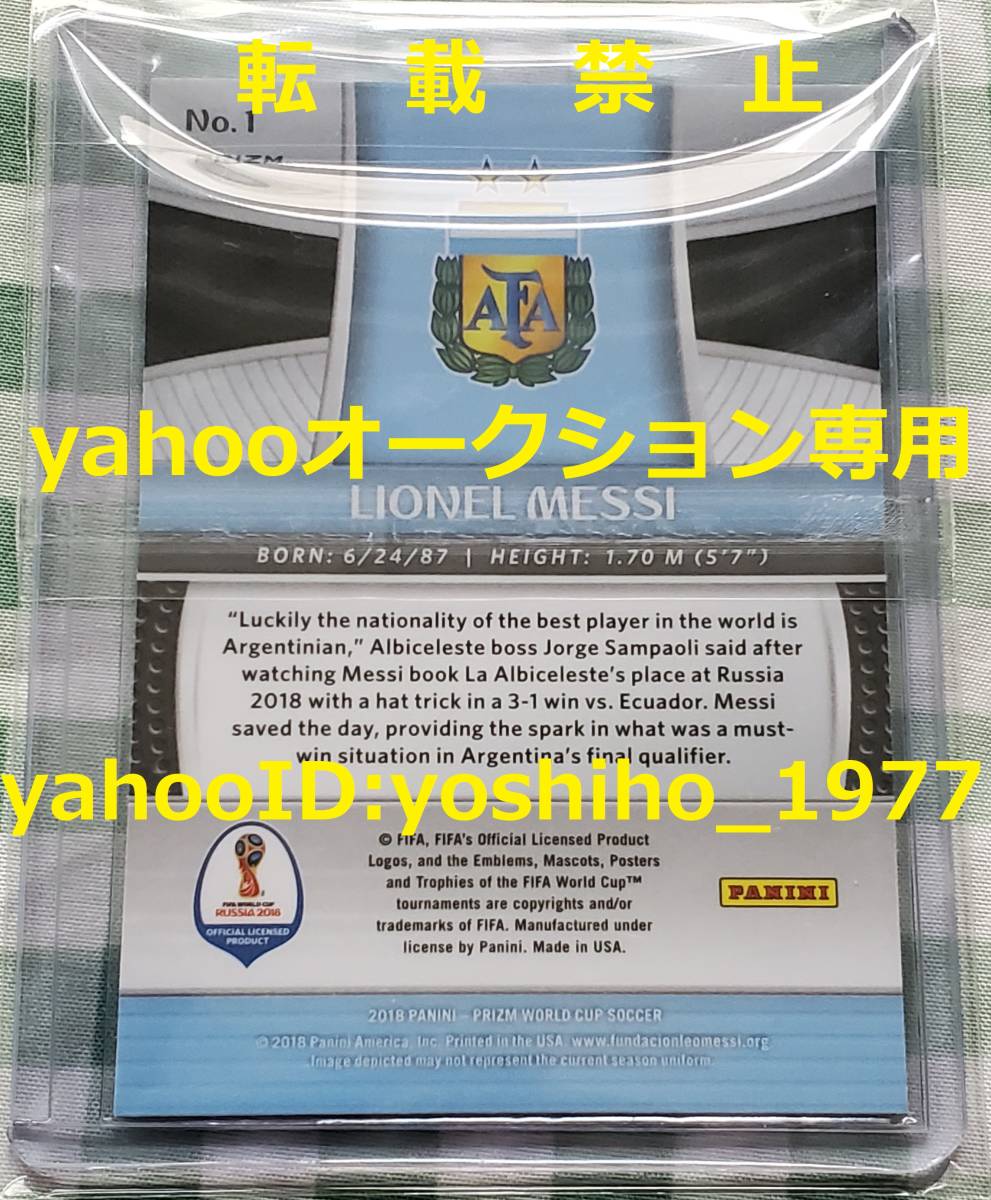 転 載 禁 止
No. 1
PRIZM
AFA
yahooオークション専用
LIONEL MESSI
BORN: 6/24/87 | HEIGHT: 1.70 M (5'7")
“Luckily the nationality of the best player in the world is
Argentinian,” Albiceleste boss Jorge Sampaoli said after
watching Messi book La Albiceleste’s place at Russia
2018 with a hat trick in a 3-1 win vs. Ecuador. Messi
saved the day, providing the spark in what was a must-
win situation in Argentina’s final qualifier.
yahooID:yoshiho_1977
© FIFA, FIFA's Official Licensed Product
Logos, and the Emblems, Mascots, Posters
and Trophies of the FIFA World Cup™
tournaments are copyrights and/or
trademarks of FIFA. Manufactured under
license by Panini. Made in USA.
FIFA WORLD CUP
RUSSIA 2018
OFFICIAL LICENSED
PRODUCT
PANINI
2018 PANINI – PRIZM WORLD CUP SOCCER
© 2018 Panini America, Inc. Printed in the USA. www.fundacionleomessi.org
Image depicted may not represent the current season uniform.